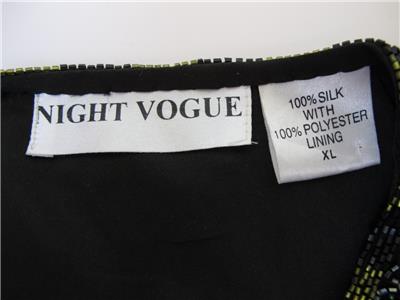 NIGHT VOGUE
100% SILK
WITH
100% POLYESTER
LINING
XL